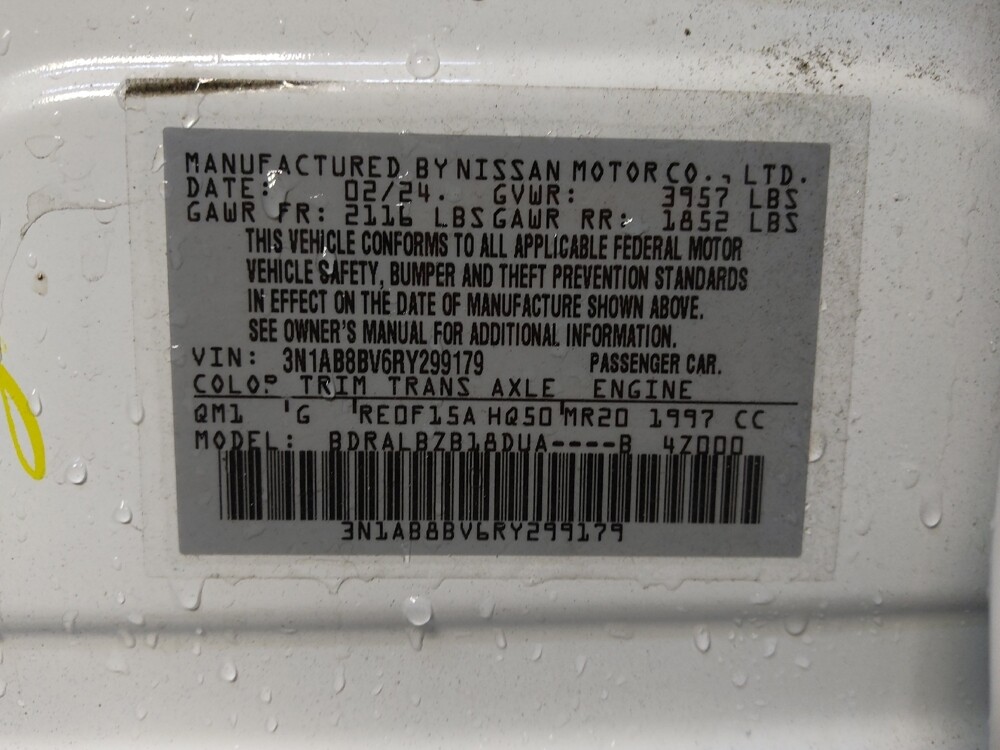 MANUFACTURED BY NISSAN MOTOR CO., LTD.
DATE: 02/24. GVWR: 3957 LBS
GAWR FR: 2116 LBS GAWR RR: 1852 LBS
THIS VEHICLE CONFORMS TO ALL APPLICABLE FEDERAL MOTOR
VEHICLE SAFETY, BUMPER AND THEFT PREVENTION STANDARDS
IN EFFECT ON THE DATE OF MANUFACTURE SHOWN ABOVE.
SEE OWNER'S MANUAL FOR ADDITIONAL INFORMATION.
VIN: 3N1AB8BV6RY299179 PASSENGER CAR.
COLOR TRIM TRANS AXLE ENGINE
QM1 G RE0F15A HQ50 MR20 1997 CC
MODEL: BDRALBZB18DUA----B 4Z000
3N1AB8BV6RY299179